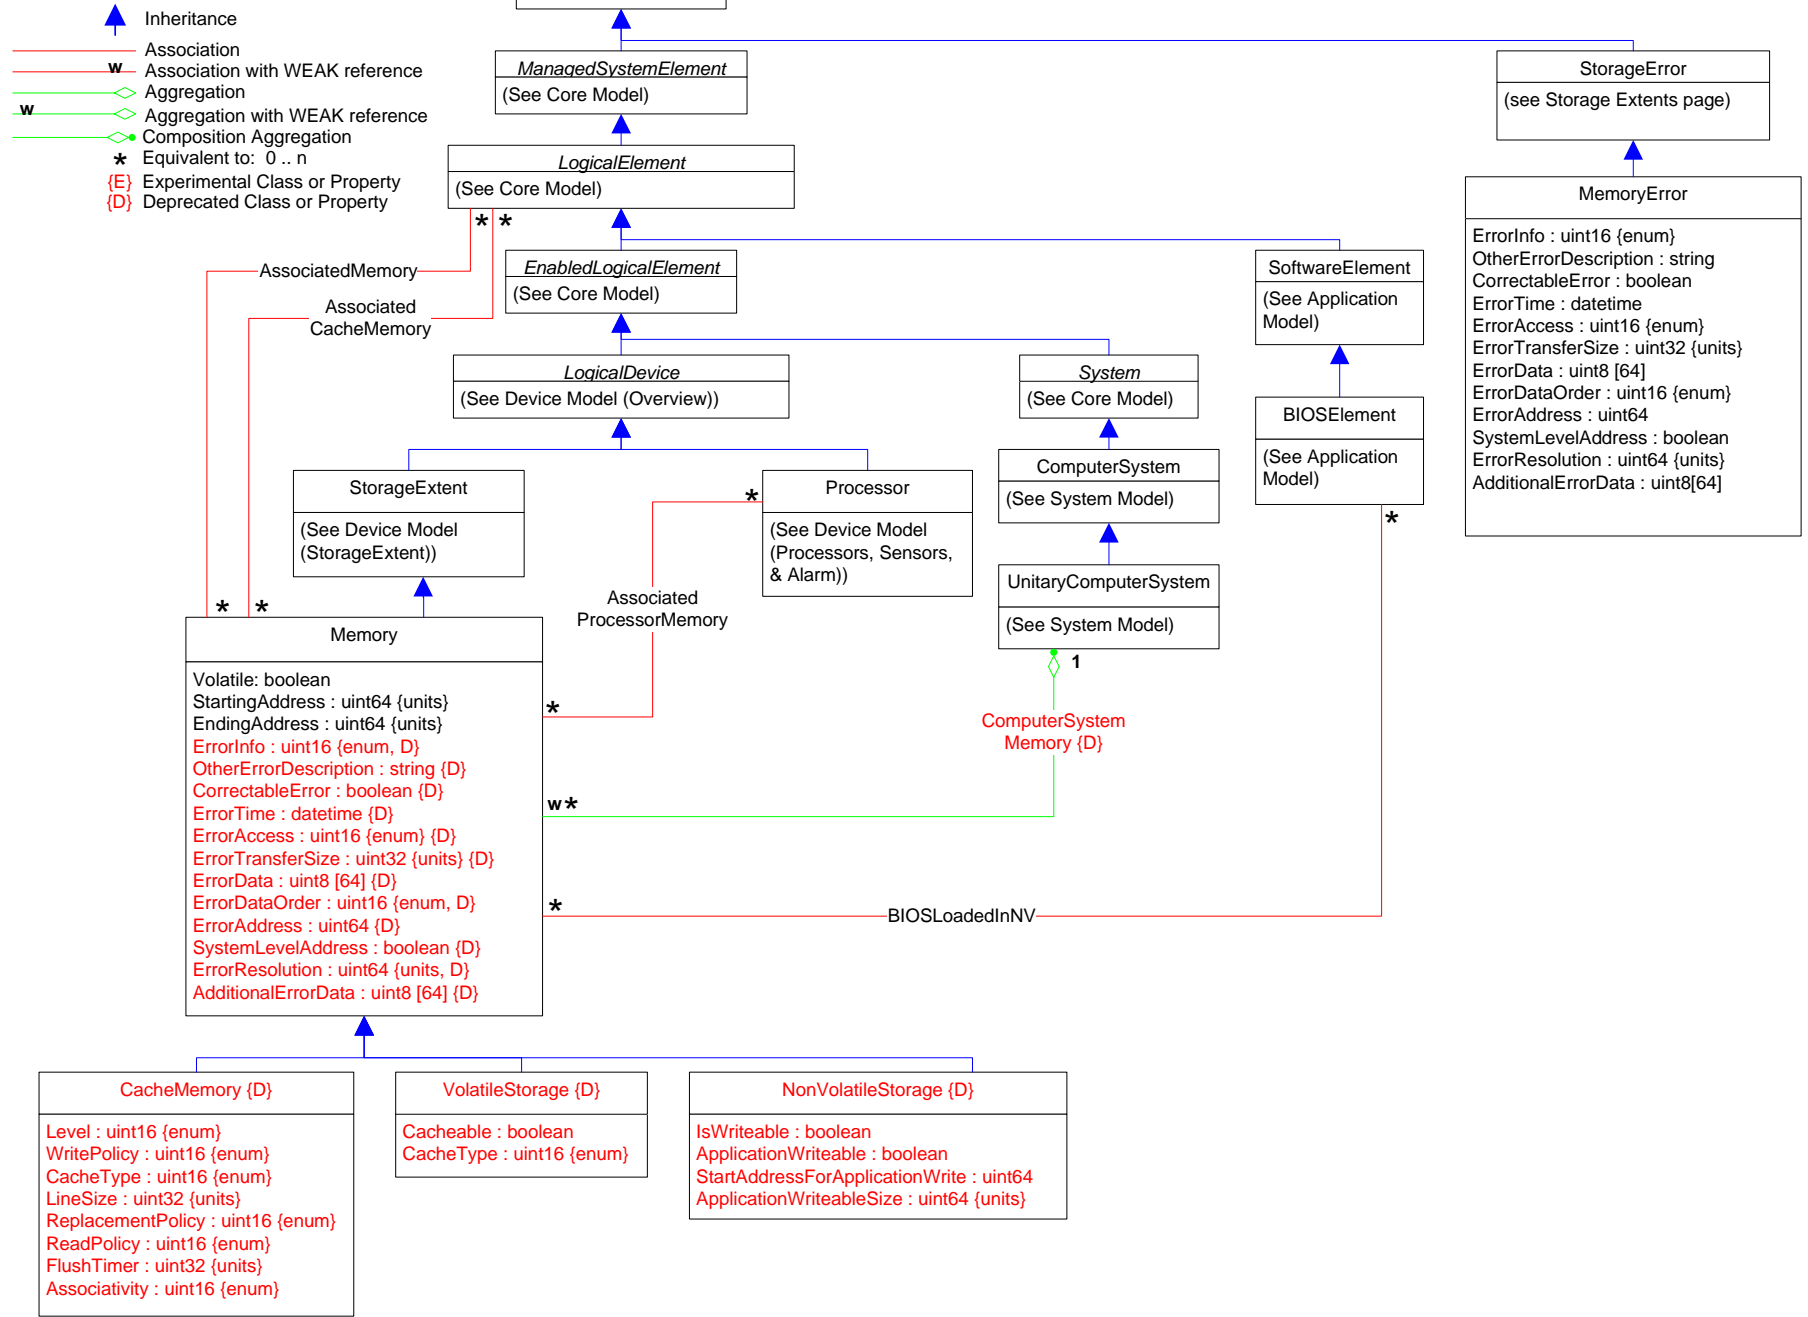 Inheritance
Association
w
Association with WEAK reference
Aggregation
w
Aggregation with WEAK reference
Composition Aggregation
* Equivalent to: 0 .. n
{E} Experimental Class or Property
{D} Deprecated Class or Property
ManagedSystemElement
(See Core Model)
StorageError
(see Storage Extents page)
LogicalElement
(See Core Model)
* *
MemoryError
ErrorInfo : uint16 {enum}
OtherErrorDescription : string
CorrectableError : boolean
ErrorTime : datetime
ErrorAccess : uint16 {enum}
ErrorTransferSize : uint32 {units}
ErrorData : uint8 [64]
ErrorDataOrder : uint16 {enum}
ErrorAddress : uint64
SystemLevelAddress : boolean
ErrorResolution : uint64 {units}
AdditionalErrorData : uint8[64]
AssociatedMemory
Associated
CacheMemory
EnabledLogicalElement
(See Core Model)
SoftwareElement
(See Application
Model)
LogicalDevice
(See Device Model (Overview))
System
(See Core Model)
BIOSElement
(See Application
Model)
*
StorageExtent
(See Device Model
(StorageExtent))
*
Processor
(See Device Model
(Processors, Sensors,
& Alarm))
ComputerSystem
(See System Model)
UnitaryComputerSystem
(See System Model)
1
Associated
ProcessorMemory
* *
Memory
Volatile: boolean
StartingAddress : uint64 {units}
EndingAddress : uint64 {units}
ErrorInfo : uint16 {enum, D}
OtherErrorDescription : string {D}
CorrectableError : boolean {D}
ErrorTime : datetime {D}
ErrorAccess : uint16 {enum} {D}
ErrorTransferSize : uint32 {units} {D}
ErrorData : uint8 [64] {D}
ErrorDataOrder : uint16 {enum, D}
ErrorAddress : uint64 {D}
SystemLevelAddress : boolean {D}
ErrorResolution : uint64 {units, D}
AdditionalErrorData : uint8 [64] {D}
*
ComputerSystem
Memory {D}
w*
*
BIOSLoadedInNV
CacheMemory {D}
Level : uint16 {enum}
WritePolicy : uint16 {enum}
CacheType : uint16 {enum}
LineSize : uint32 {units}
ReplacementPolicy : uint16 {enum}
ReadPolicy : uint16 {enum}
FlushTimer : uint32 {units}
Associativity : uint16 {enum}
VolatileStorage {D}
Cacheable : boolean
CacheType : uint16 {enum}
NonVolatileStorage {D}
IsWriteable : boolean
ApplicationWriteable : boolean
StartAddressForApplicationWrite : uint64
ApplicationWriteableSize : uint64 {units}